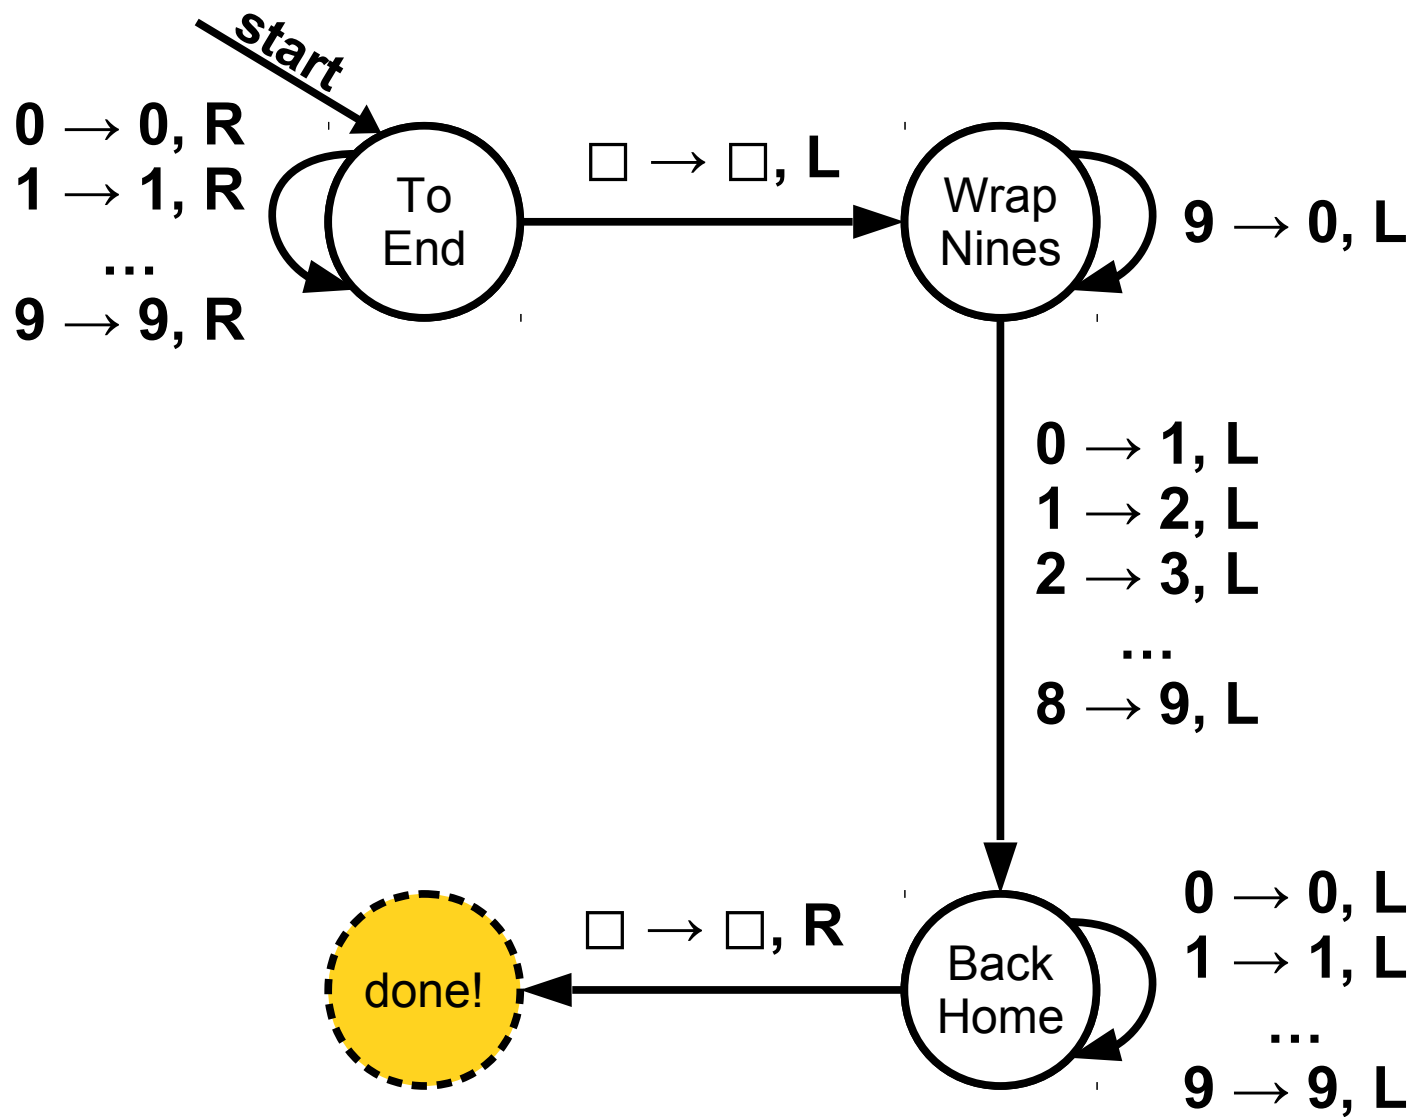 start
0 → 0, R
1 → 1, R
...
9 → 9, R
To
End
□ → □, L
Wrap
Nines
9 → 0, L
0 → 1, L
1 → 2, L
2 → 3, L
...
8 → 9, L
done!
□ → □, R
Back
Home
0 → 0, L
1 → 1, L
...
9 → 9, L